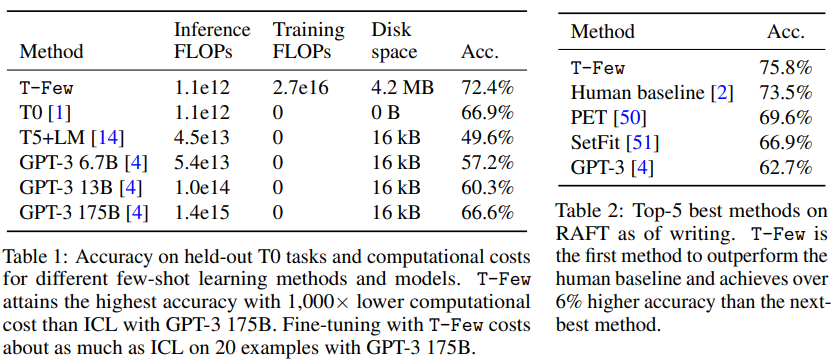 Method Inference FLOPs Training FLOPs Disk space Acc.
T-Few 1.1e12 2.7e16 4.2 MB 72.4%
T0 [1] 1.1e12 0 0 B 66.9%
T5+LM [14] 4.5e13 0 16 kB 49.6%
GPT-3 6.7B [4] 5.4e13 0 16 kB 57.2%
GPT-3 13B [4] 1.0e14 0 16 kB 60.3%
GPT-3 175B [4] 1.4e15 0 16 kB 66.6%
Table 1: Accuracy on held-out T0 tasks and computational costs
for different few-shot learning methods and models. T-Few
attains the highest accuracy with 1,000× lower computational
cost than ICL with GPT-3 175B. Fine-tuning with T-Few costs
about as much as ICL on 20 examples with GPT-3 175B.
Method Acc.
T-Few 75.8%
Human baseline [2] 73.5%
PET [50] 69.6%
SetFit [51] 66.9%
GPT-3 [4] 62.7%
Table 2: Top-5 best methods on
RAFT as of writing. T-Few is
the first method to outperform the
human baseline and achieves over
6% higher accuracy than the next-
best method.